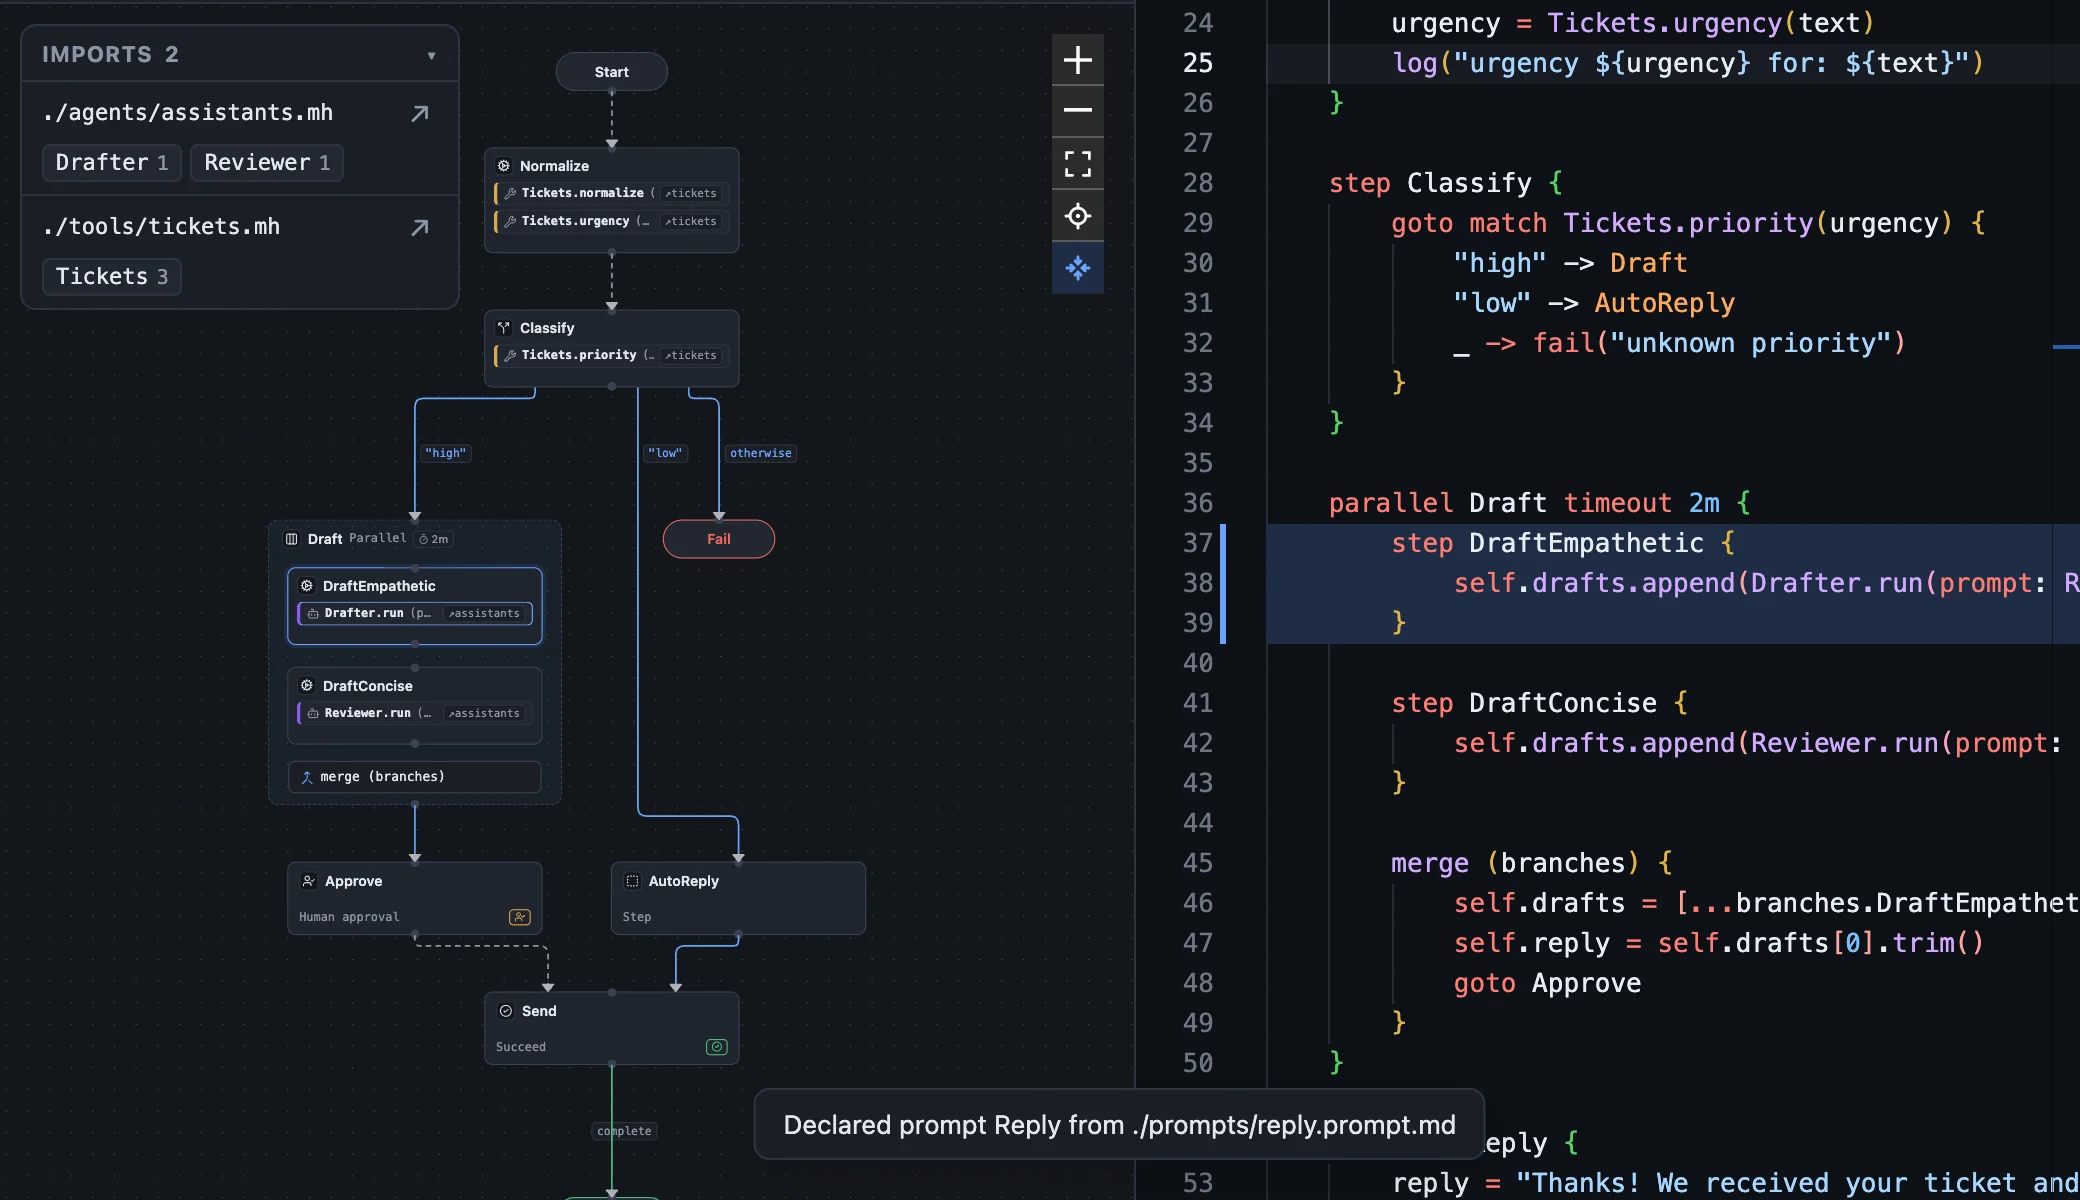 IMPORTS 2
./agents/assistants.mh
Drafter 1
Reviewer 1
./tools/tickets.mh
Tickets 3
Start
Normalize
Tickets.normalize ( ↗tickets
Tickets.urgency (… ↗tickets
Classify
Tickets.priority (… ↗tickets
"high"
"low"
otherwise
Fail
Draft Parallel 2m
DraftEmpathetic
Drafter.run (p… ↗assistants
DraftConcise
Reviewer.run (… ↗assistants
merge (branches)
Approve
Human approval
AutoReply
Step
Send
Succeed
complete
24 urgency = Tickets.urgency(text)
25 log("urgency ${urgency} for: ${text}")
26 }
27
28 step Classify {
29 goto match Tickets.priority(urgency) {
30 "high" -> Draft
31 "low" -> AutoReply
32 _ -> fail("unknown priority")
33 }
34 }
35
36 parallel Draft timeout 2m {
37 step DraftEmpathetic {
38 self.drafts.append(Drafter.run(prompt: R
39 }
40
41 step DraftConcise {
42 self.drafts.append(Reviewer.run(prompt:
43 }
44
45 merge (branches) {
46 self.drafts = [...branches.DraftEmpathet
47 self.reply = self.drafts[0].trim()
48 goto Approve
49 }
50 }
Declared prompt Reply from ./prompts/reply.prompt.md
eply {
53 reply = "Thanks! We received your ticket and